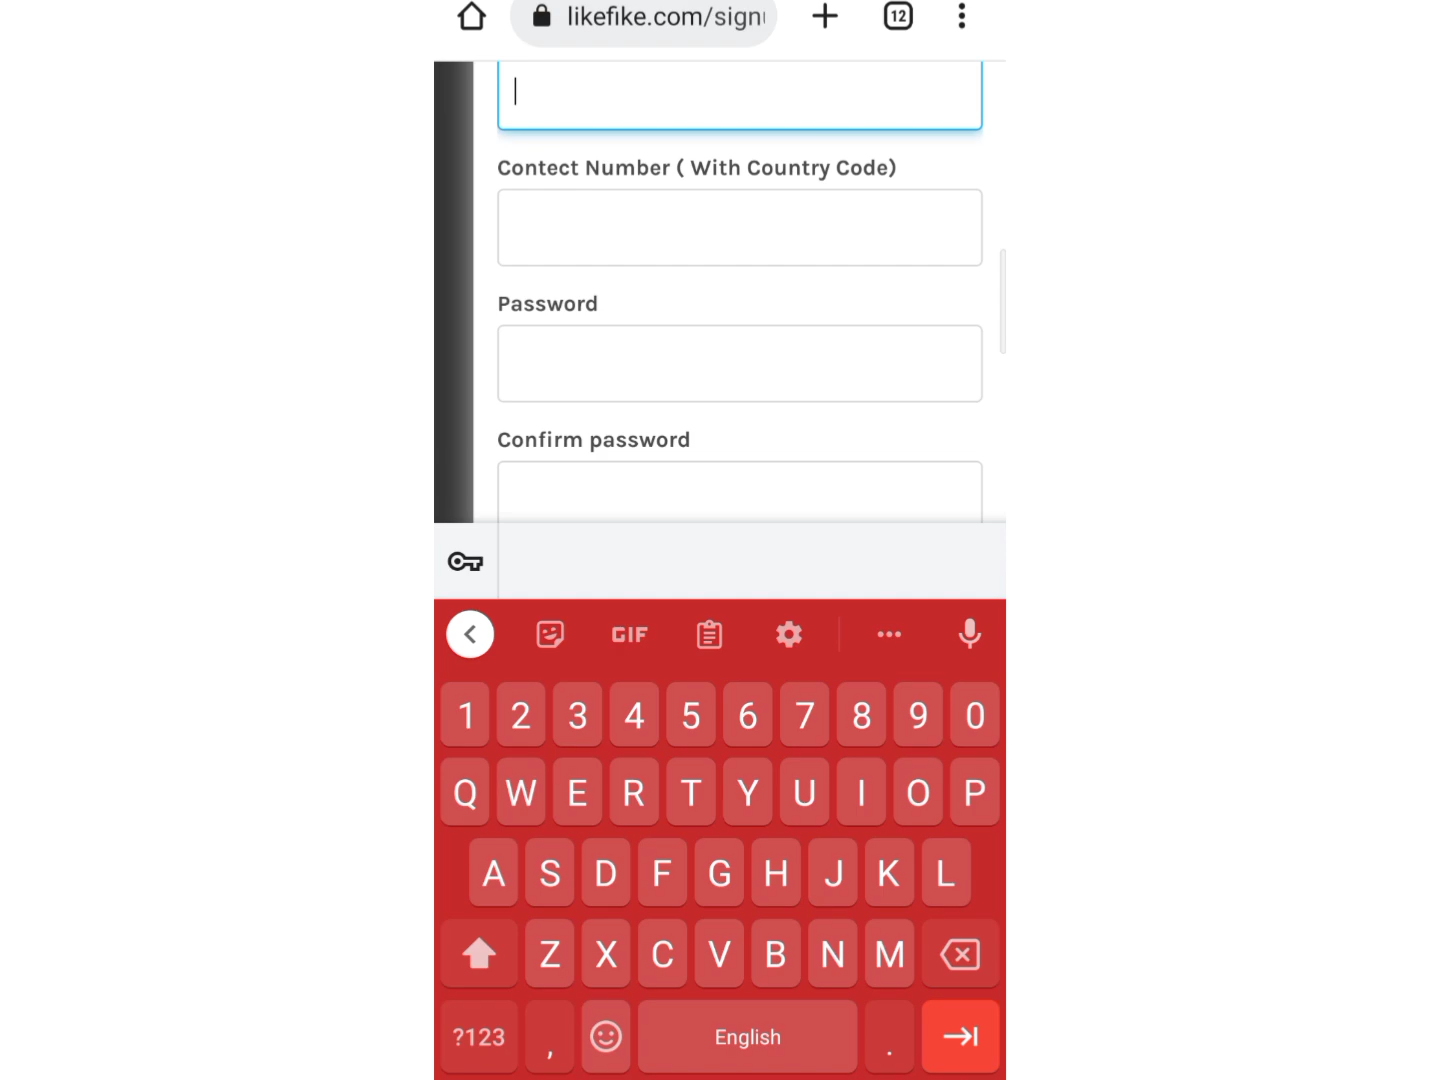 likefike.com/sign
12
Contect Number ( With Country Code)
Password
Confirm password
GIF
1 2 3 4 5 6 7 8 9 0
Q W E R T Y U I O P
A S D F G H J K L
Z X C V B N M
?123 , English .